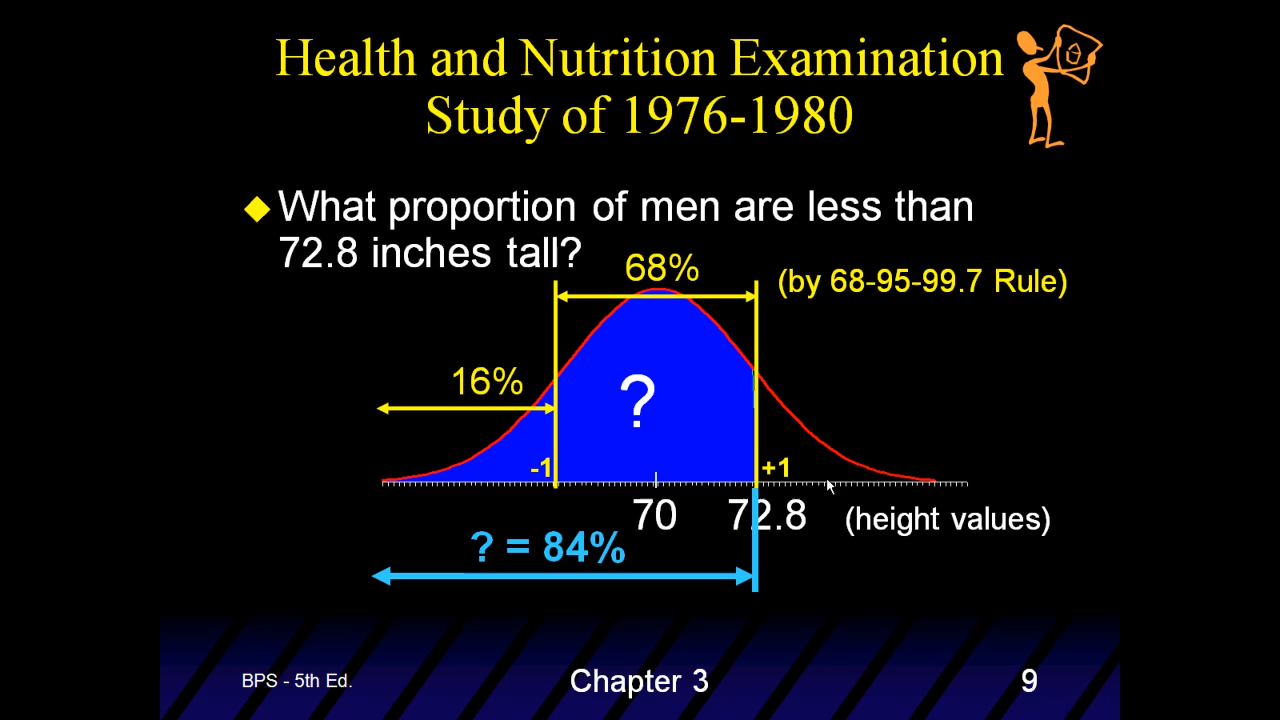 Health and Nutrition Examination
Study of 1976-1980
What proportion of men are less than
72.8 inches tall?
68%
(by 68-95-99.7 Rule)
16%
?
-1
+1
70
72.8
(height values)
? = 84%
BPS - 5th Ed.
Chapter 3
9